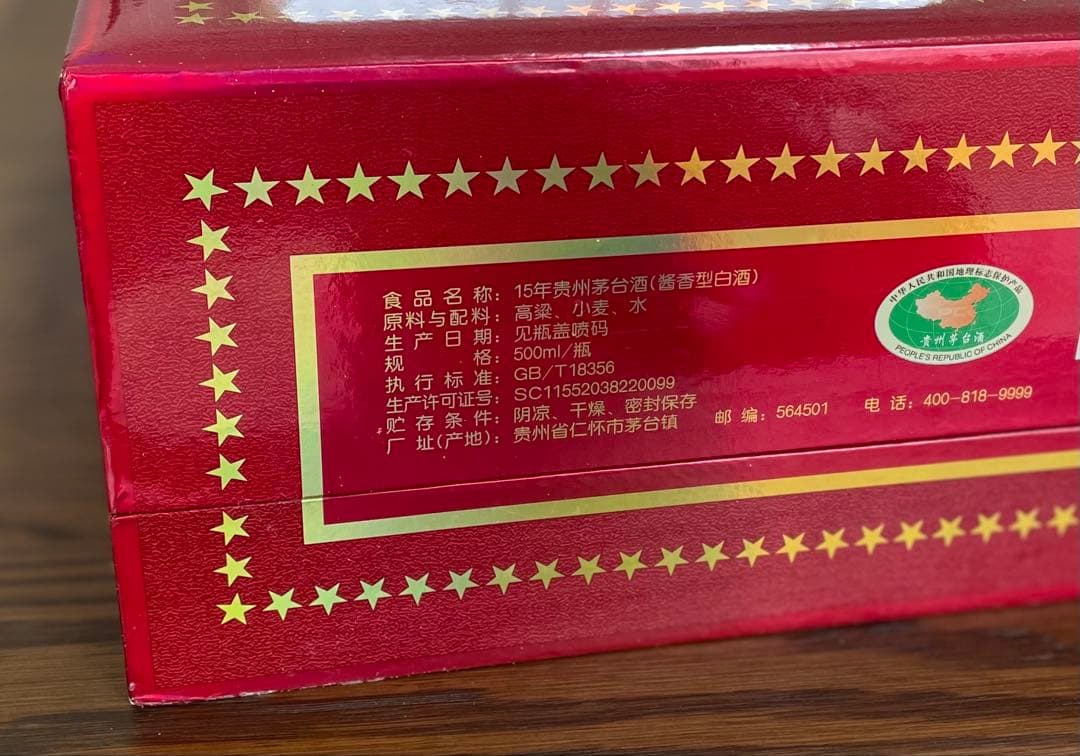 食品名称：15年贵州茅台酒(酱香型白酒)
原料与配料：高粱、小麦、水
生产日期：见瓶盖喷码
规格：500ml/瓶
执行标准：GB/T18356
生产许可证号：SC11552038220099
贮存条件：阴凉、干燥、密封保存
厂址(产地)：贵州省仁怀市茅台镇 邮编：564501 电话：400-818-9999
中华人民共和国地理标志保护产品
贵州茅台酒
PEOPLE'S REPUBLIC OF CHINA